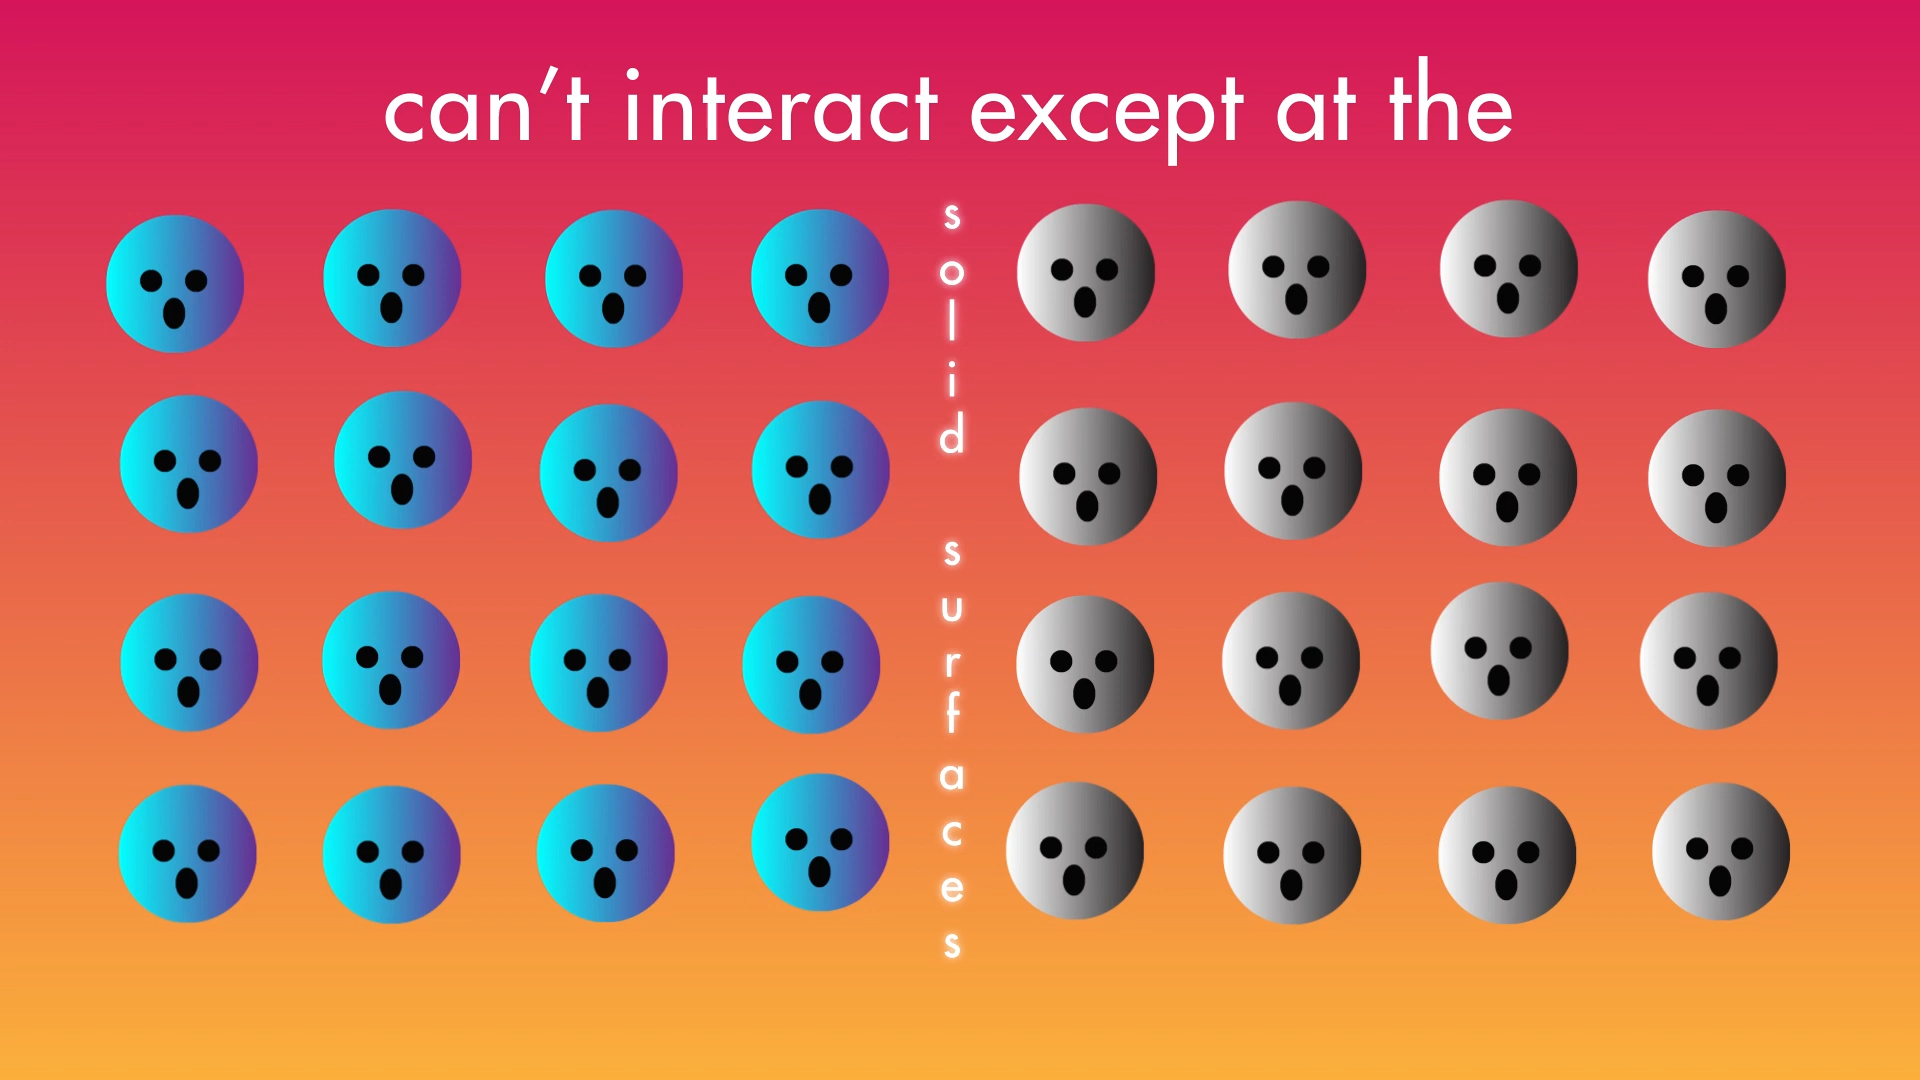 can’t interact except at the
solid surfaces